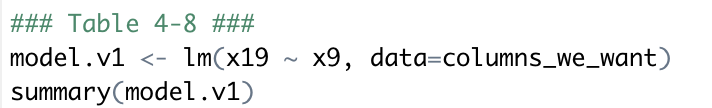 ### Table 4-8 ###
model.v1 <- lm(x19 ~ x9, data=columns_we_want)
summary(model.v1)